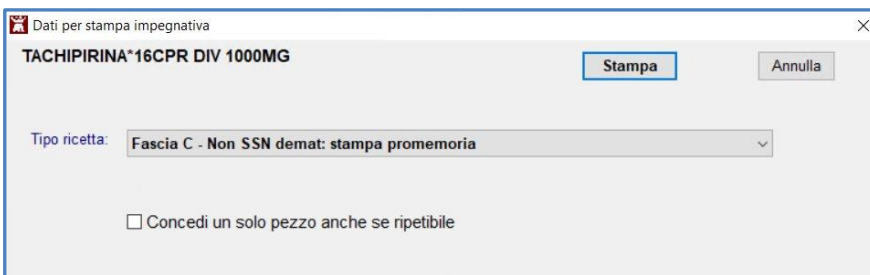 Dati per stampa impegnativa
TACHIPIRINA*16CPR DIV 1000MG
Stampa
Annulla
Tipo ricetta:
Fascia C - Non SSN demat: stampa promemoria
Concedi un solo pezzo anche se ripetibile